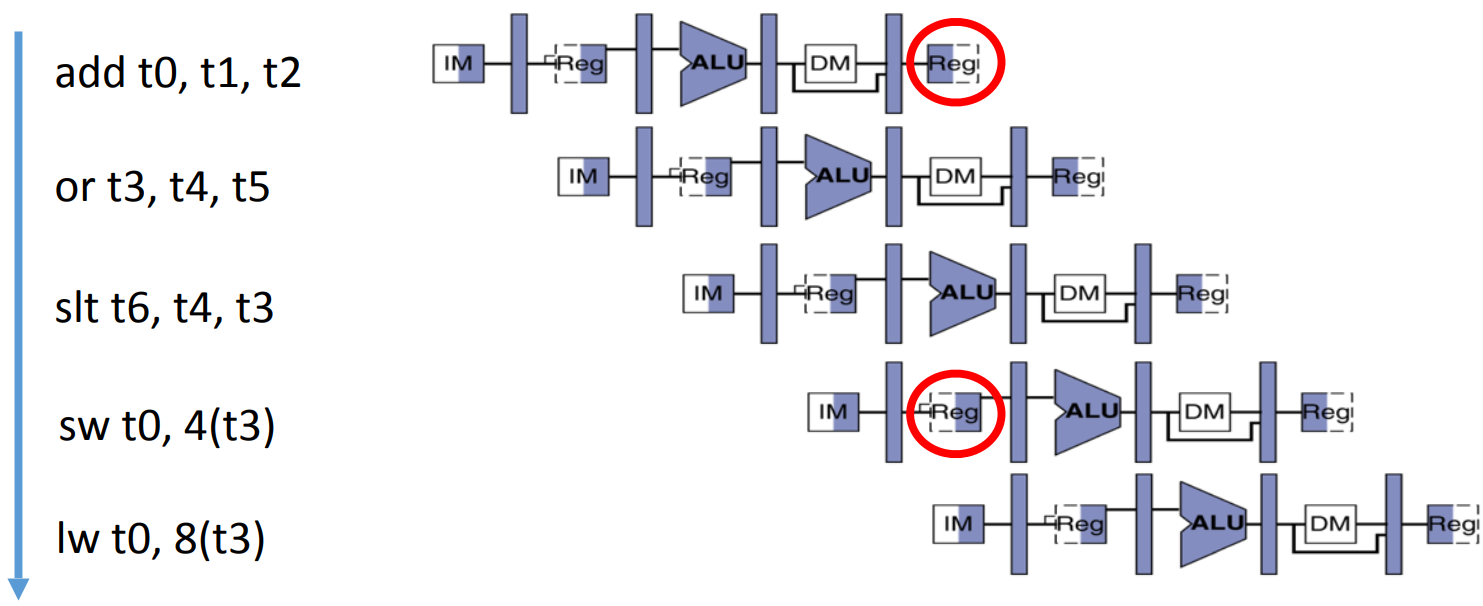 add t0, t1, t2 IM Reg ALU DM Reg
or t3, t4, t5 IM Reg ALU DM Reg
slt t6, t4, t3 IM Reg ALU DM Reg
sw t0, 4(t3) IM Reg ALU DM Reg
lw t0, 8(t3) IM Reg ALU DM Reg